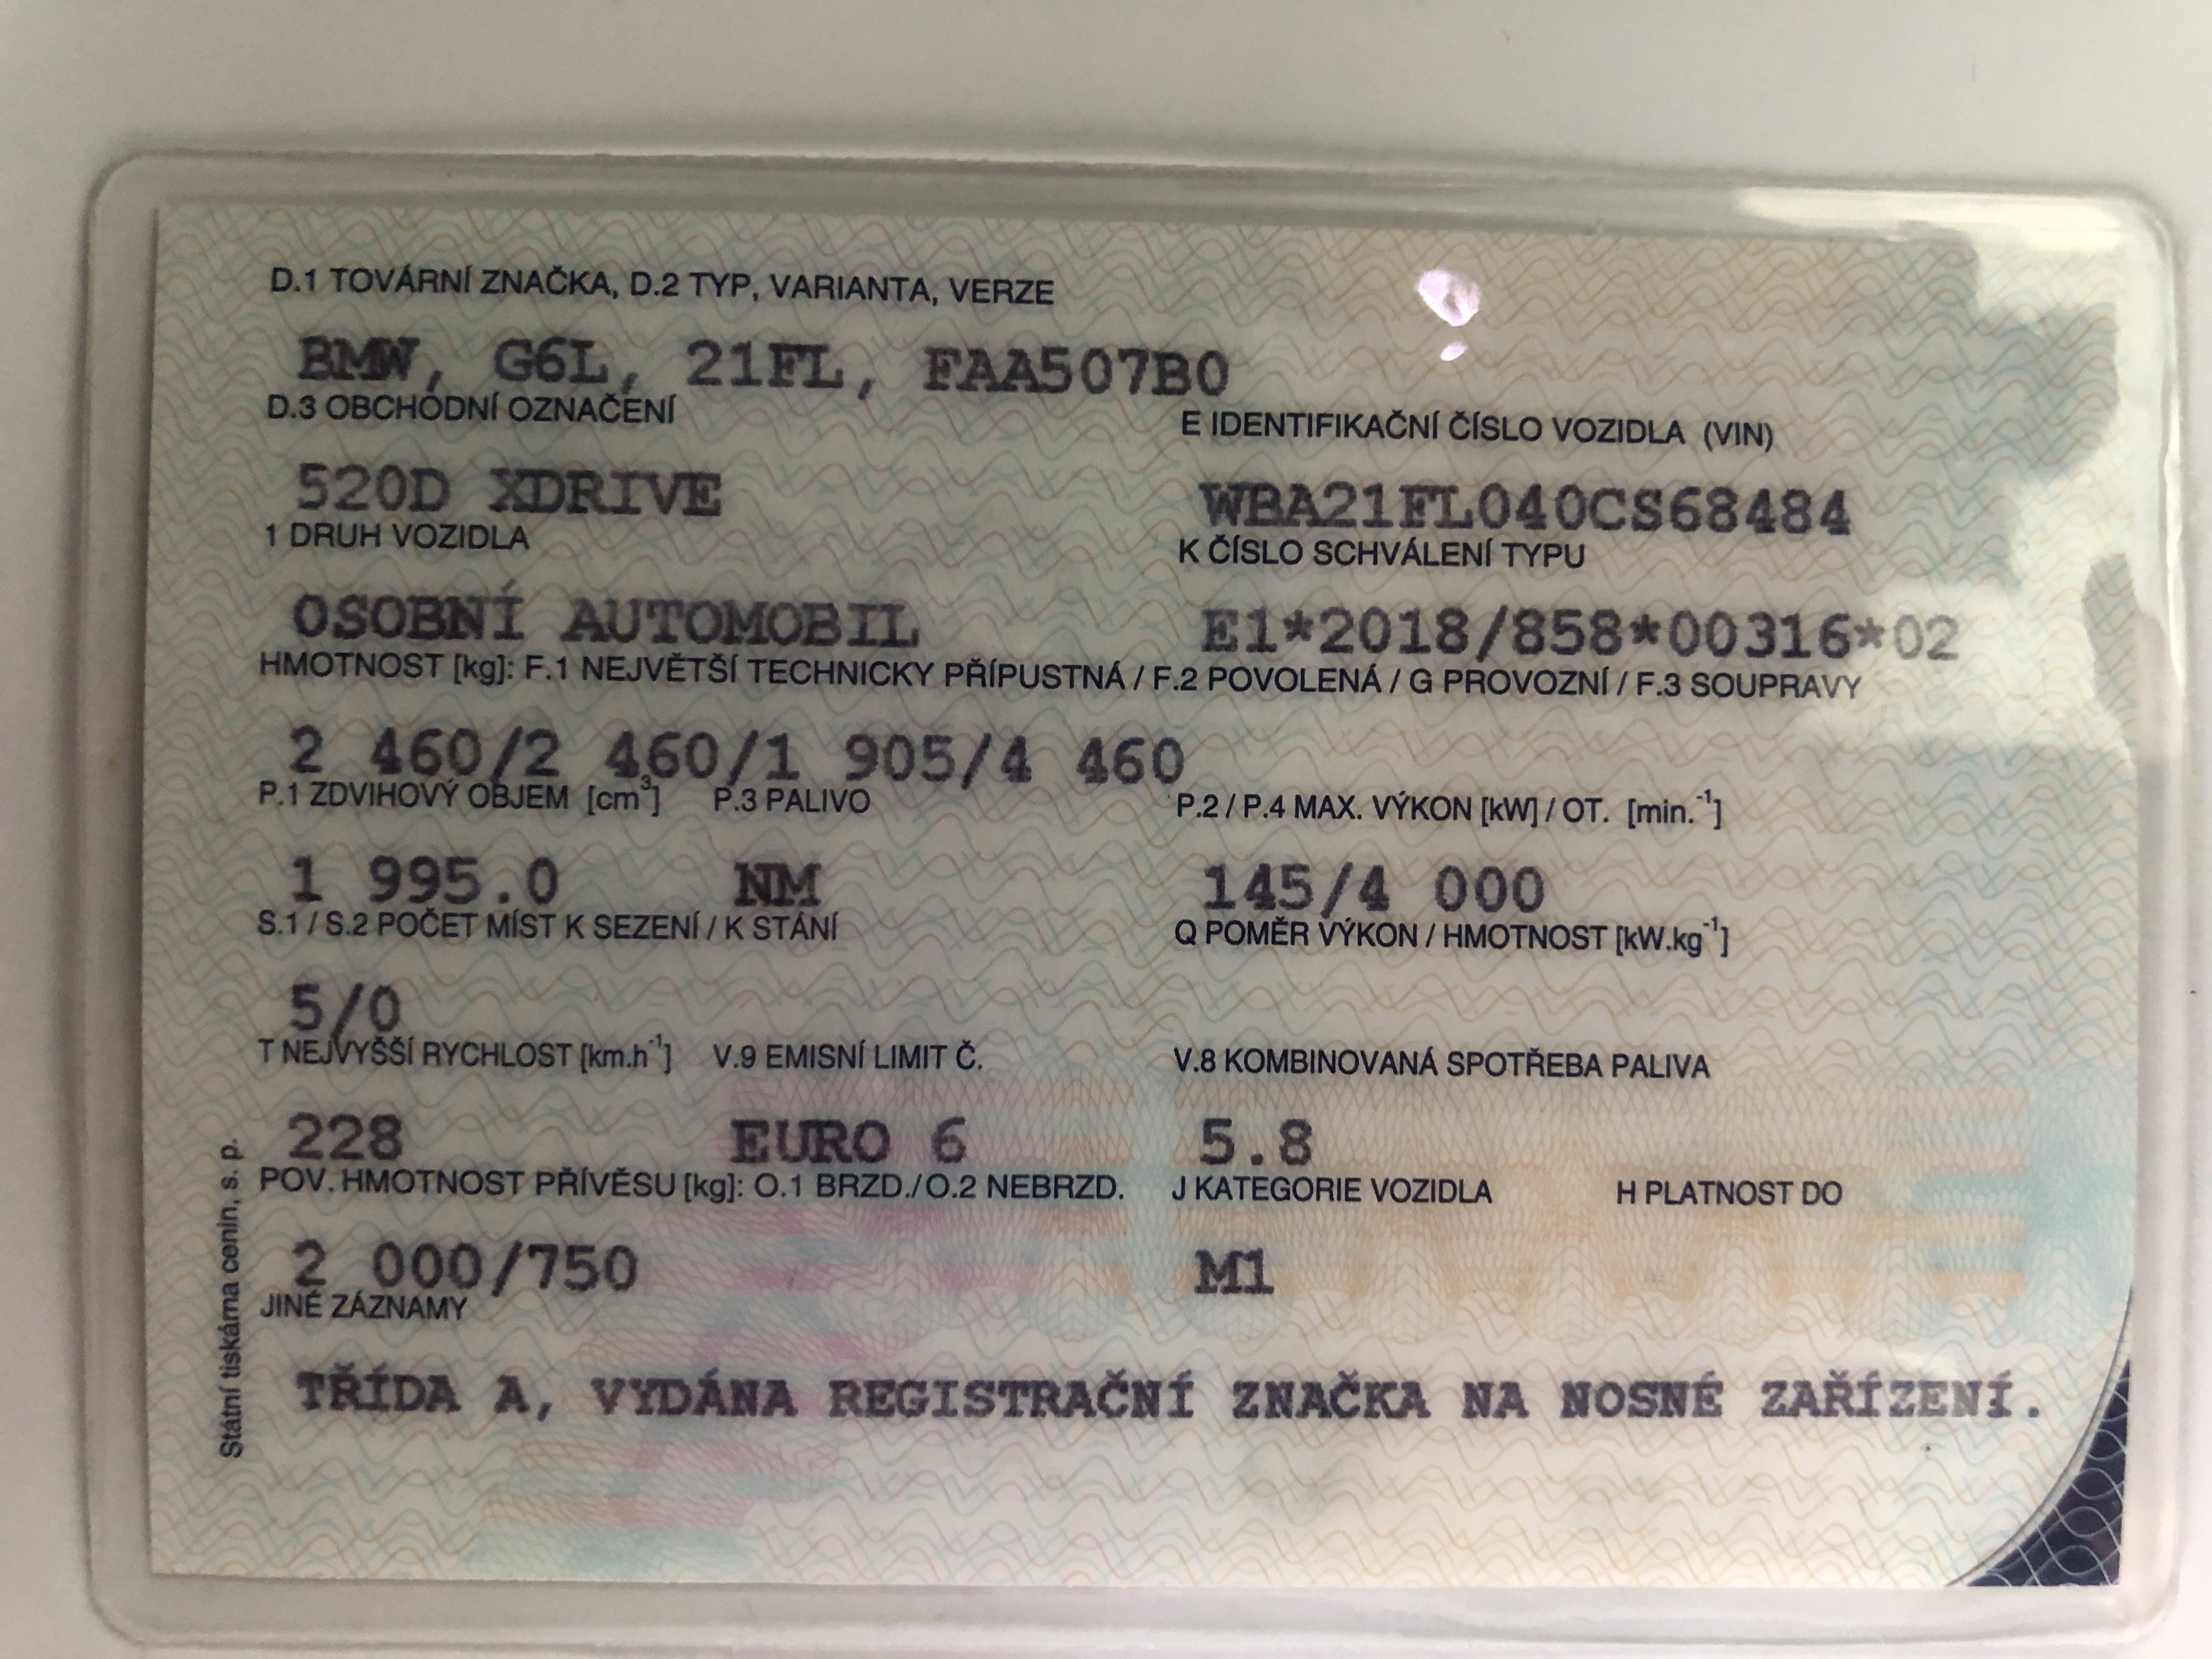 D.1 TOVÁRNÍ ZNAČKA, D.2 TYP, VARIANTA, VERZE
BMW, G6L, 21FL, FAA507B0
D.3 OBCHODNÍ OZNAČENÍ E IDENTIFIKAČNÍ ČÍSLO VOZIDLA (VIN)
520D XDRIVE WBA21FL040CS68484
1 DRUH VOZIDLA K ČÍSLO SCHVÁLENÍ TYPU
OSOBNÍ AUTOMOBIL E1*2018/858*00316*02
HMOTNOST [kg]: F.1 NEJVĚTŠÍ TECHNICKY PŘÍPUSTNÁ / F.2 POVOLENÁ / G PROVOZNÍ / F.3 SOUPRAVY
2 460/2 460/1 905/4 460
P.1 ZDVIHOVÝ OBJEM [cm³] P.3 PALIVO P.2 / P.4 MAX. VÝKON [kW] / OT. [min.⁻¹]
1 995.0 NM 145/4 000
S.1 / S.2 POČET MÍST K SEZENÍ / K STÁNÍ Q POMĚR VÝKON / HMOTNOST [kW.kg⁻¹]
5/0
T NEJVYŠŠÍ RYCHLOST [km.h⁻¹] V.9 EMISNÍ LIMIT Č. V.8 KOMBINOVANÁ SPOTŘEBA PALIVA
228 EURO 6 5.8
POV. HMOTNOST PŘÍVĚSU [kg]: O.1 BRZD./O.2 NEBRZD. J KATEGORIE VOZIDLA H PLATNOST DO
2 000/750 M1
JINÉ ZÁZNAMY
TŘÍDA A, VYDÁNA REGISTRAČNÍ ZNAČKA NA NOSNÉ ZAŘÍZENÍ.
Státní tiskárna cenin, s. p.